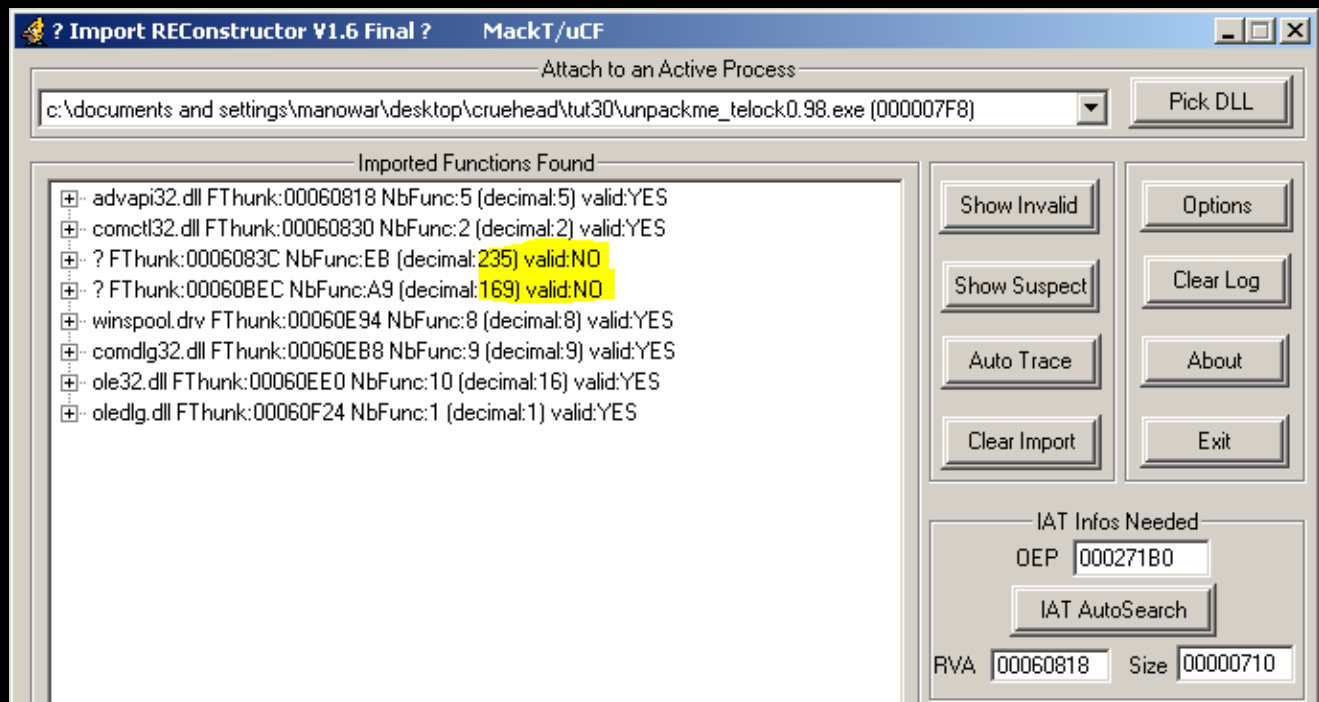 ? Import REConstructor V1.6 Final ? MackT/uCF
Attach to an Active Process
c:\documents and settings\manowar\desktop\cruehead\tut30\unpackme_telock0.98.exe (000007F8)
Pick DLL
Imported Functions Found
advapi32.dll FThunk:00060818 NbFunc:5 (decimal:5) valid:YES
comctl32.dll FThunk:00060830 NbFunc:2 (decimal:2) valid:YES
? FThunk:0006083C NbFunc:EB (decimal:235) valid:NO
? FThunk:00060BEC NbFunc:A9 (decimal:169) valid:NO
winspool.drv FThunk:00060E94 NbFunc:8 (decimal:8) valid:YES
comdlg32.dll FThunk:00060EB8 NbFunc:9 (decimal:9) valid:YES
ole32.dll FThunk:00060EE0 NbFunc:10 (decimal:16) valid:YES
oledlg.dll FThunk:00060F24 NbFunc:1 (decimal:1) valid:YES
Show Invalid
Options
Show Suspect
Clear Log
Auto Trace
About
Clear Import
Exit
IAT Infos Needed
OEP 000271B0
IAT AutoSearch
RVA 00060818 Size 00000710